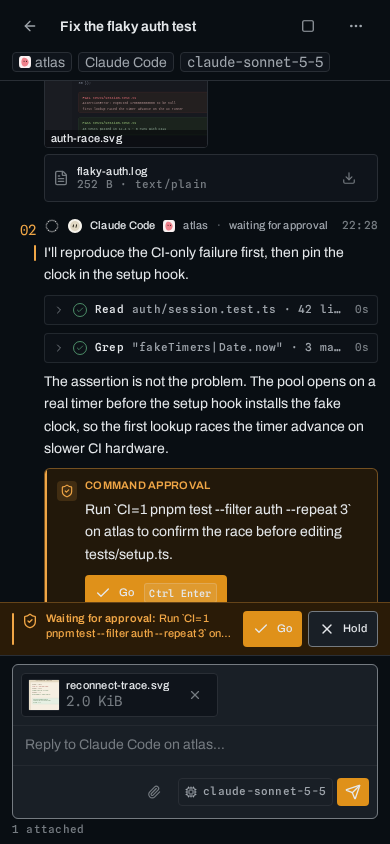 Fix the flaky auth test
atlas
Claude Code
claude-sonnet-5-5
auth-race.svg
flaky-auth.log
252 B · text/plain
02
Claude Code
atlas · waiting for approval
22:28
I'll reproduce the CI-only failure first, then pin the
clock in the setup hook.
Read auth/session.test.ts · 42 li… 0s
Grep "fakeTimers|Date.now" · 3 ma… 0s
The assertion is not the problem. The pool opens on a
real timer before the setup hook installs the fake
clock, so the first lookup races the timer advance on
slower CI hardware.
COMMAND APPROVAL
Run `CI=1 pnpm test --filter auth --repeat 3`
on atlas to confirm the race before editing
tests/setup.ts.
Go Ctrl Enter
Waiting for approval: Run `CI=1
pnpm test --filter auth --repeat 3` on…
Go
Hold
reconnect-trace.svg
2.0 KiB
Reply to Claude Code on atlas…
claude-sonnet-5-5
1 attached